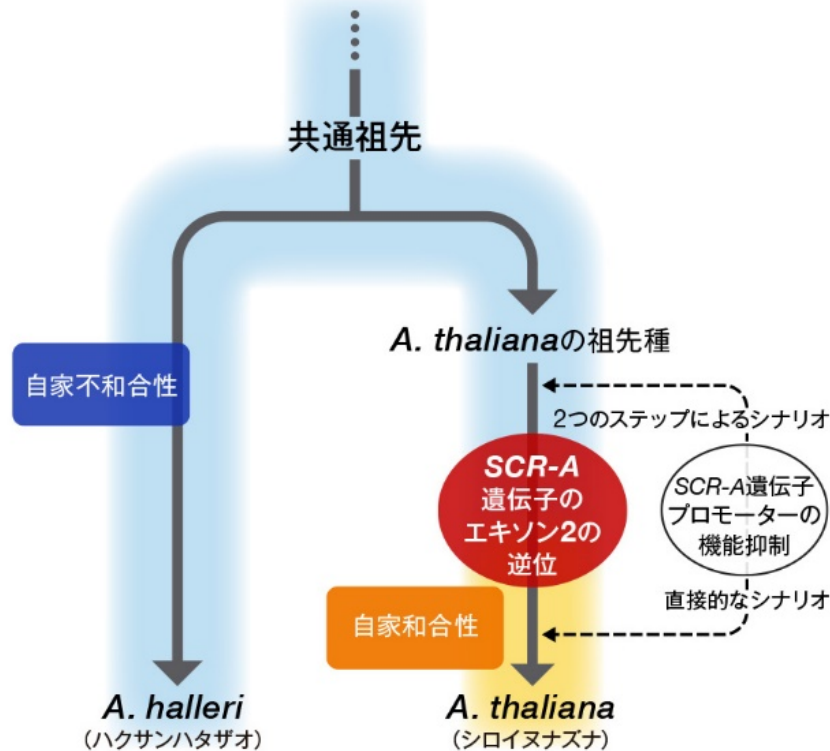 共通祖先
A. thalianaの祖先種
自家不和合性
2つのステップによるシナリオ
SCR-A
遺伝子の
エキソン2の
逆位
SCR-A遺伝子
プロモーターの
機能抑制
直接的なシナリオ
自家和合性
A. halleri
(ハクサンハタザオ)
A. thaliana
(シロイヌナズナ)